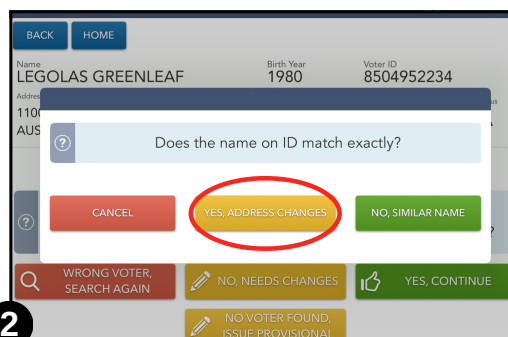 BACK HOME
Name Birth Year Voter ID
LEGOLAS GREENLEAF 1980 8504952234
AUS
? Does the name on ID match exactly?
CANCEL YES, ADDRESS CHANGES NO, SIMILAR NAME
? ?
WRONG VOTER, SEARCH AGAIN NO, NEEDS CHANGES YES, CONTINUE
NO VOTER FOUND,
ISSUE PROVISIONAL
2